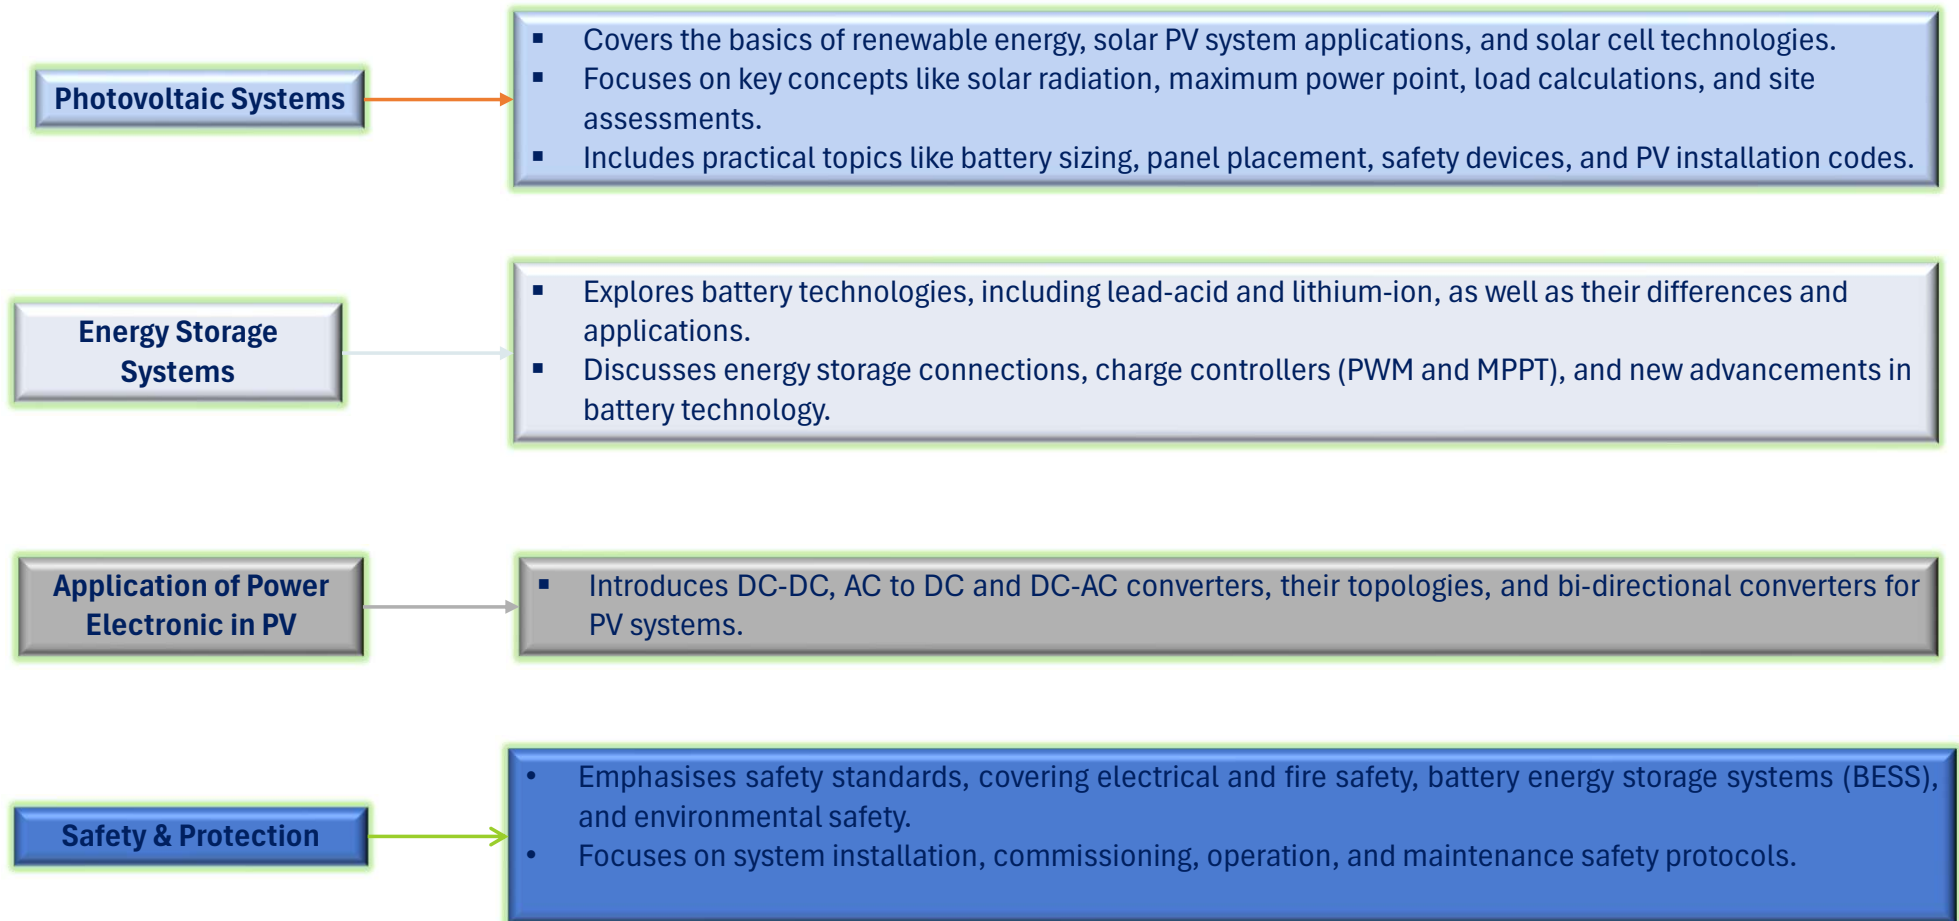 Photovoltaic Systems
▪ Covers the basics of renewable energy, solar PV system applications, and solar cell technologies.
▪ Focuses on key concepts like solar radiation, maximum power point, load calculations, and site
assessments.
▪ Includes practical topics like battery sizing, panel placement, safety devices, and PV installation codes.
Energy Storage
Systems
▪ Explores battery technologies, including lead-acid and lithium-ion, as well as their differences and
applications.
▪ Discusses energy storage connections, charge controllers (PWM and MPPT), and new advancements in
battery technology.
Application of Power
Electronic in PV
▪ Introduces DC-DC, AC to DC and DC-AC converters, their topologies, and bi-directional converters for
PV systems.
Safety & Protection
• Emphasises safety standards, covering electrical and fire safety, battery energy storage systems (BESS),
and environmental safety.
• Focuses on system installation, commissioning, operation, and maintenance safety protocols.